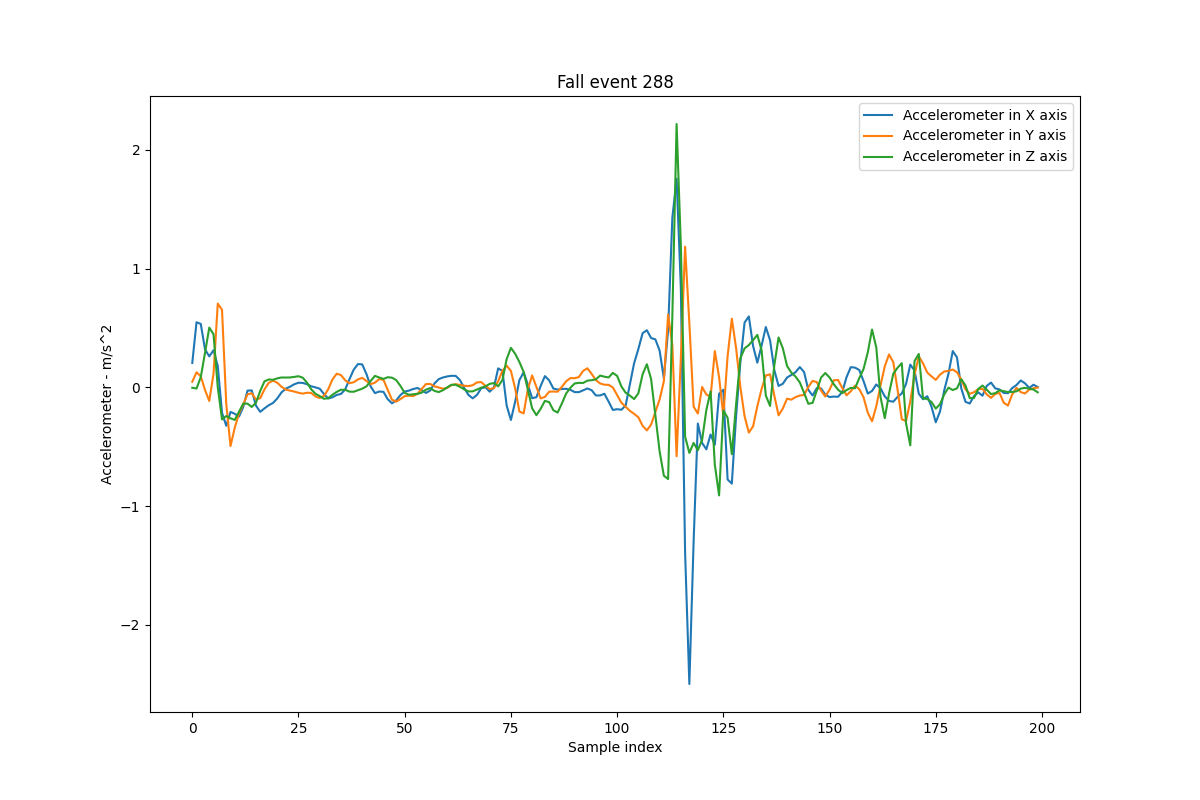 Fall event 288
Accelerometer in X axis
Accelerometer in Y axis
Accelerometer in Z axis
Accelerometer - m/s^2
2
1
0
−1
−2
0 25 50 75 100 125 150 175 200
Sample index